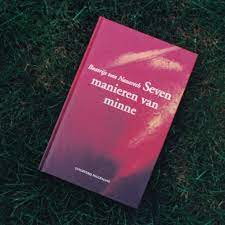 Beatrijs van Nazareth Seven
manieren van
minne